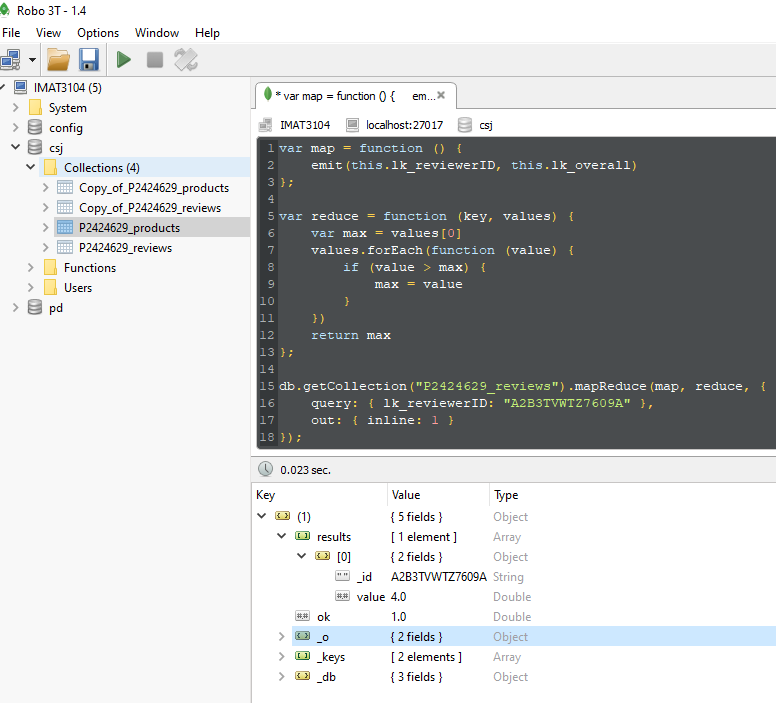 Robo 3T - 1.4
File View Options Window Help
IMAT3104 (5)
System
config
csj
Collections (4)
Copy_of_P2424629_products
Copy_of_P2424629_reviews
P2424629_products
P2424629_reviews
Functions
Users
pd
* var map = function () { em...
IMAT3104 localhost:27017 csj
1 var map = function () {
2 emit(this.lk_reviewerID, this.lk_overall)
3 };
4
5 var reduce = function (key, values) {
6 var max = values[0]
7 values.forEach(function (value) {
8 if (value > max) {
9 max = value
10 }
11 })
12 return max
13 };
14
15 db.getCollection("P2424629_reviews").mapReduce(map, reduce, {
16 query: { lk_reviewerID: "A2B3TVWTZ7609A" },
17 out: { inline: 1 }
18 });
0.023 sec.
Key Value Type
(1) { 5 fields } Object
results [ 1 element ] Array
[0] { 2 fields } Object
_id A2B3TVWTZ7609A String
value 4.0 Double
ok 1.0 Double
_o { 2 fields } Object
_keys [ 2 elements ] Array
_db { 3 fields } Object